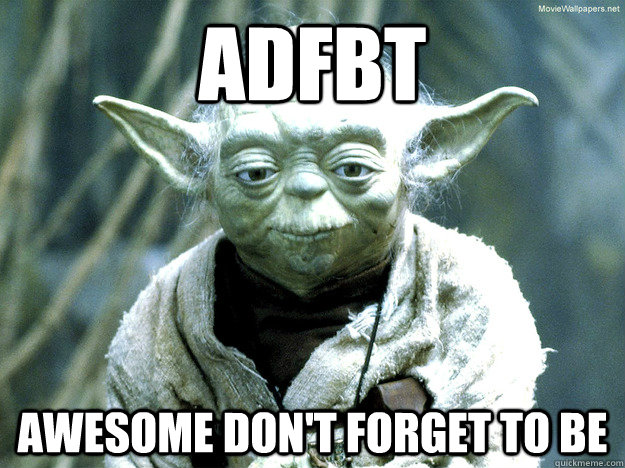 MovieWallpapers.net
ADFBT
AWESOME DON'T FORGET TO BE
quickmeme.com